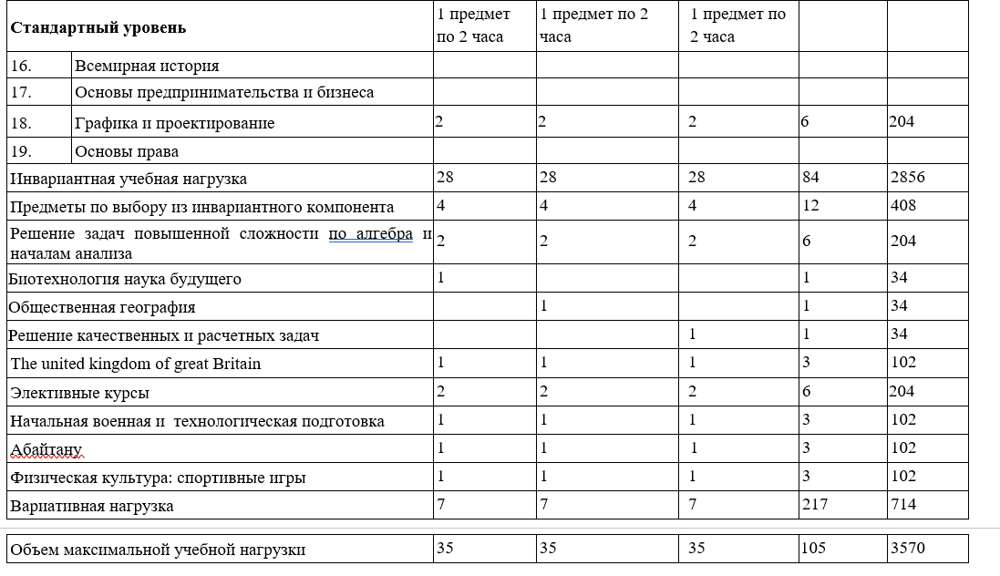 Стандартный уровень 1 предмет по 2 часа 1 предмет по 2 часа 1 предмет по 2 часа
16. Всемирная история
17. Основы предпринимательства и бизнеса
18. Графика и проектирование 2 2 2 6 204
19. Основы права
Инвариантная учебная нагрузка 28 28 28 84 2856
Предметы по выбору из инвариантного компонента 4 4 4 12 408
Решение задач повышенной сложности по алгебра и
началам анализа 2 2 2 6 204
Биотехнология наука будущего 1 1 34
Общественная география 1 1 34
Решение качественных и расчетных задач 1 1 34
The united kingdom of great Britain 1 1 1 3 102
Элективные курсы 2 2 2 6 204
Начальная военная и технологическая подготовка 1 1 1 3 102
Абайтану 1 1 1 3 102
Физическая культура: спортивные игры 1 1 1 3 102
Вариативная нагрузка 7 7 7 217 714
Объем максимальной учебной нагрузки 35 35 35 105 3570